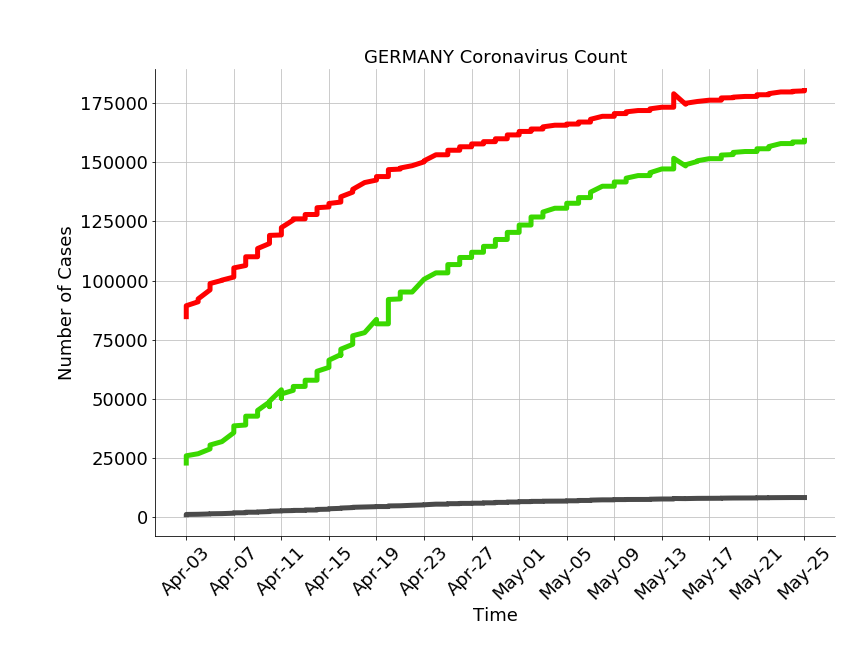 GERMANY Coronavirus Count
175000
150000
125000
100000
75000
50000
25000
0
Number of Cases
Apr-03
Apr-07
Apr-11
Apr-15
Apr-19
Apr-23
Apr-27
May-01
May-05
May-09
May-13
May-17
May-21
May-25
Time